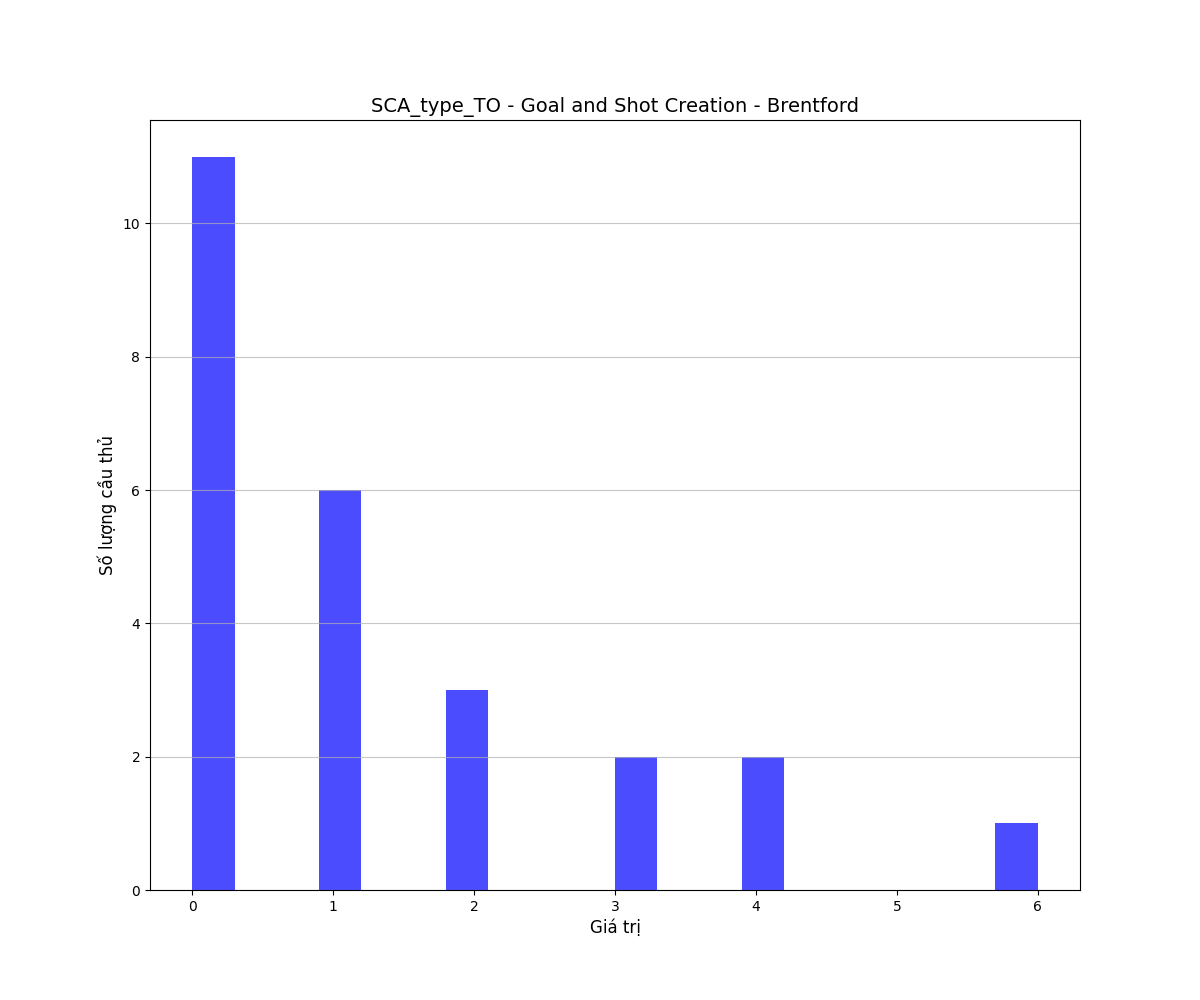 SCA_type_TO - Goal and Shot Creation - Brentford
10
8
6
4
2
0
Số lượng cầu thủ
0 1 2 3 4 5 6
Giá trị